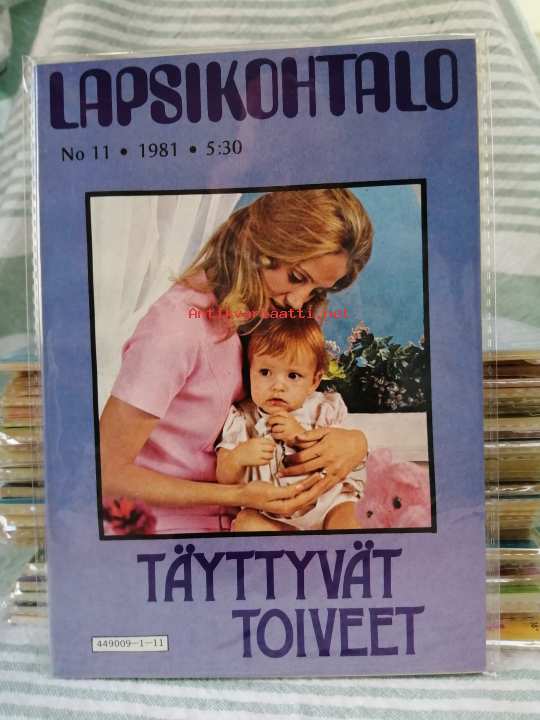 LAPSIKOHTALO
No 11 • 1981 • 5:30
Antikvariaatti.net
TÄYTTYVÄT
TOIVEET
449009—1—11